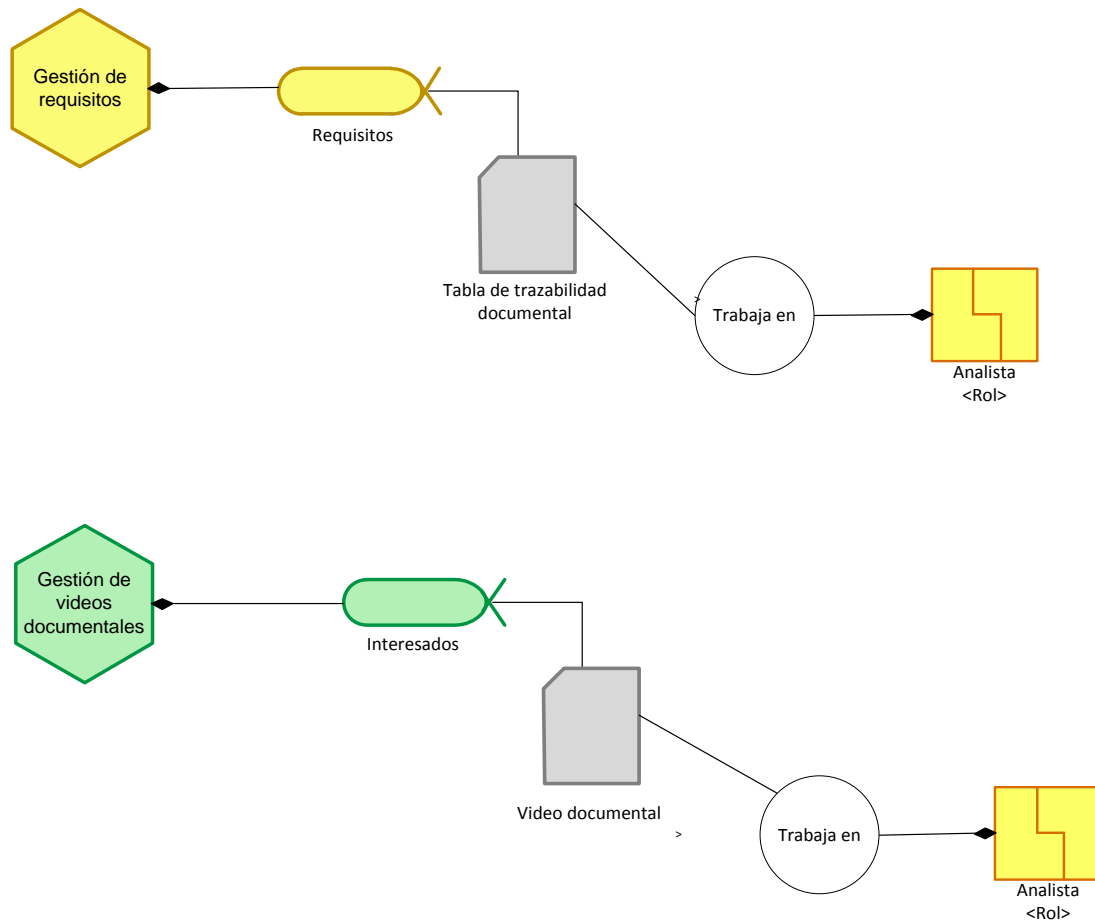 Gestión de
requisitos
Requisitos
Tabla de trazabilidad
documental
>
Trabaja en
Analista
<Rol>
Gestión de
videos
documentales
Interesados
Video documental
>
Trabaja en
Analista
<Rol>